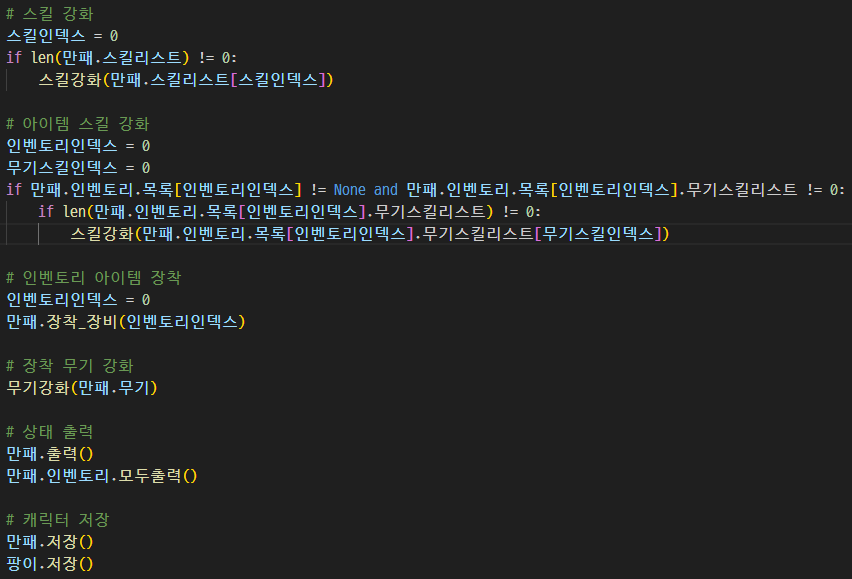 # 스킬 강화
스킬인덱스 = 0
if len(만패.스킬리스트) != 0:
    스킬강화(만패.스킬리스트[스킬인덱스])

# 아이템 스킬 강화
인벤토리인덱스 = 0
무기스킬인덱스 = 0
if 만패.인벤토리.목록[인벤토리인덱스] != None and 만패.인벤토리.목록[인벤토리인덱스].무기스킬리스트 != 0:
    if len(만패.인벤토리.목록[인벤토리인덱스].무기스킬리스트) != 0:
        스킬강화(만패.인벤토리.목록[인벤토리인덱스].무기스킬리스트[무기스킬인덱스])

# 인벤토리 아이템 장착
인벤토리인덱스 = 0
만패.장착_장비(인벤토리인덱스)

# 장착 무기 강화
무기강화(만패.무기)

# 상태 출력
만패.출력()
만패.인벤토리.모두출력()

# 캐릭터 저장
만패.저장()
팡이.저장()